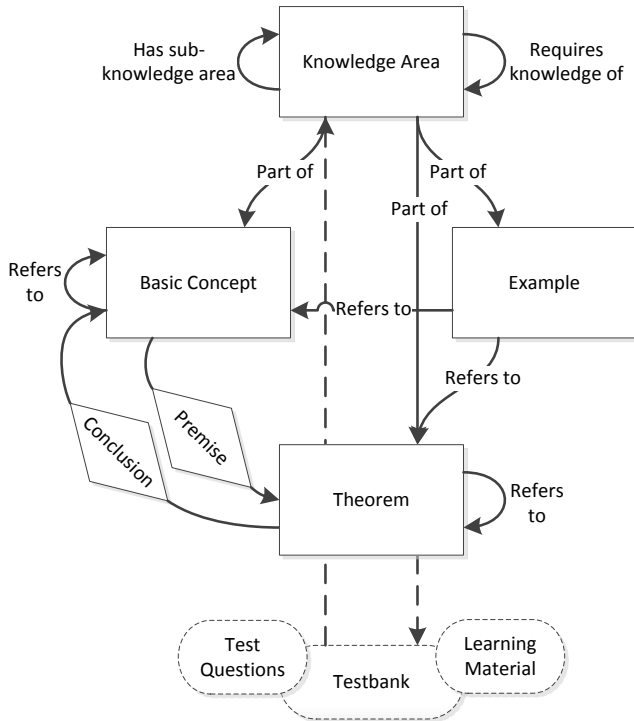 Has sub-
knowledge area
Knowledge Area
Requires
knowledge of
Part of
Part of
Part of
Refers
to
Basic Concept
Example
Refers to
Refers to
Conclusion
Premise
Theorem
Refers
to
Test
Questions
Testbank
Learning
Material